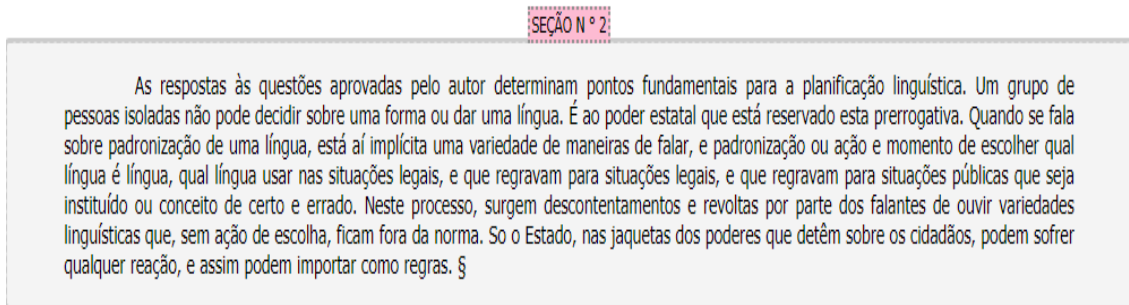 SEÇÃO N º 2
As respostas às questões aprovadas pelo autor determinam pontos fundamentais para a planificação linguística. Um grupo de
pessoas isoladas não pode decidir sobre uma forma ou dar uma língua. É ao poder estatal que está reservado esta prerrogativa. Quando se fala
sobre padronização de uma língua, está aí implícita uma variedade de maneiras de falar, e padronização ou ação e momento de escolher qual
língua é língua, qual língua usar nas situações legais, e que regravam para situações legais, e que regravam para situações públicas que seja
instituído ou conceito de certo e errado. Neste processo, surgem descontentamentos e revoltas por parte dos falantes de ouvir variedades
linguísticas que, sem ação de escolha, ficam fora da norma. So o Estado, nas jaquetas dos poderes que detêm sobre os cidadãos, podem sofrer
qualquer reação, e assim podem importar como regras. §